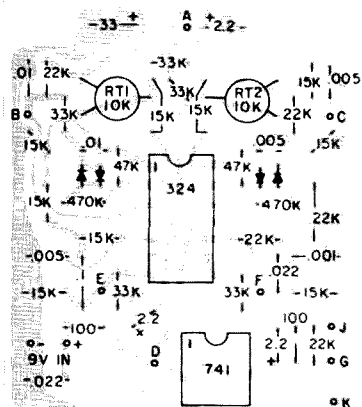 A
-.33 + + -2.2-
-33K-
.01 22K RT1 10K 33K RT2 10K 15K .005
B 33K 15K 15K 22K C
15K .01 .005 15K
47K 1 47K
324
-470K- -470K-
15K 22K
-15K- -22K-
.005 .001
.022
-15K- E 33K 33K F -15K-
2.2
100 x 100 J
- + 1 2.2 22K
9V IN D 741 + G
-.022-
K